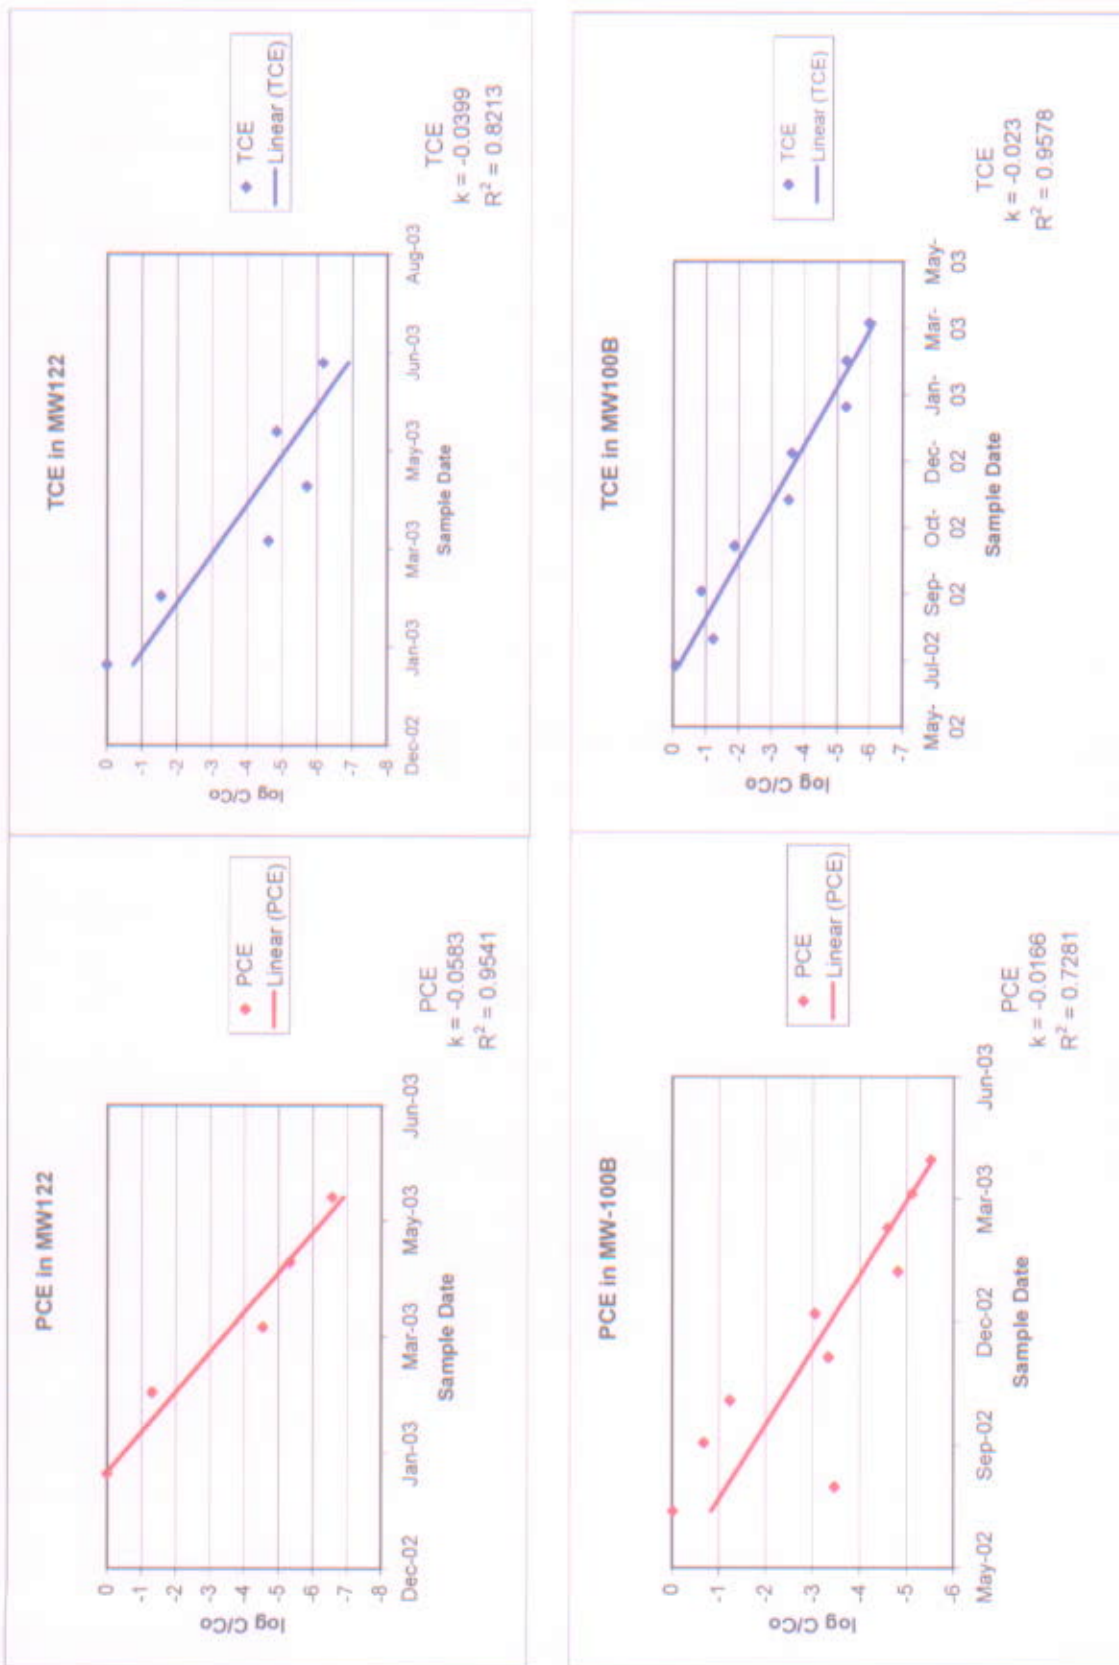 PCE in MW122
0
-1
-2
-3
-4
-5
-6
-7
-8
log C/Co
Dec-02 Jan-03 Mar-03 May-03 Jun-03
Sample Date
PCE
Linear (PCE)
PCE
k = -0.0583
R² = 0.9541
TCE in MW122
0
-1
-2
-3
-4
-5
-6
-7
-8
log C/Co
Dec-02 Jan-03 Mar-03 May-03 Jun-03 Aug-03
Sample Date
TCE
Linear (TCE)
TCE
k = -0.0399
R² = 0.8213
PCE in MW-100B
0
-1
-2
-3
-4
-5
-6
log C/Co
May-02 Sep-02 Dec-02 Mar-03 Jun-03
Sample Date
PCE
Linear (PCE)
PCE
k = -0.0166
R² = 0.7281
TCE in MW100B
0
-1
-2
-3
-4
-5
-6
-7
log C/Co
May- Jul-02 Sep- Oct- Dec- Jan- Mar- May-
02 02 02 02 03 03 03
Sample Date
TCE
Linear (TCE)
TCE
k = -0.023
R² = 0.9578